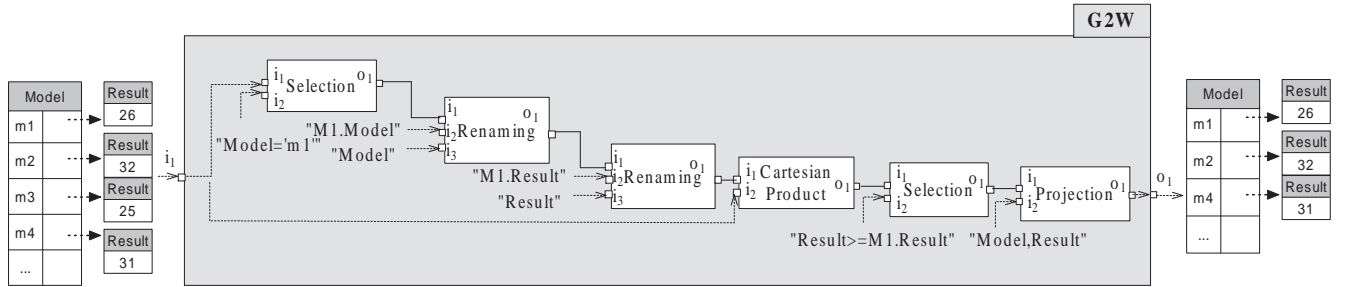 G2W
Model
m1
m2
m3
m4
...
Result
26
Result
32
Result
25
Result
31
i1
i1
Selection
o1
i2
"Model='m1'"
i1
o1
i2
Renaming
i3
"M1.Model"
"Model"
i1
o1
i2
Renaming
i3
"M1.Result"
"Result"
i1
Cartesian
i2
Product
o1
i1
o1
Selection
i2
"Result>=M1.Result"
i1
o1
Projection
i2
"Model,Result"
o1
Model
m1
m2
m4
...
Result
26
Result
32
Result
31